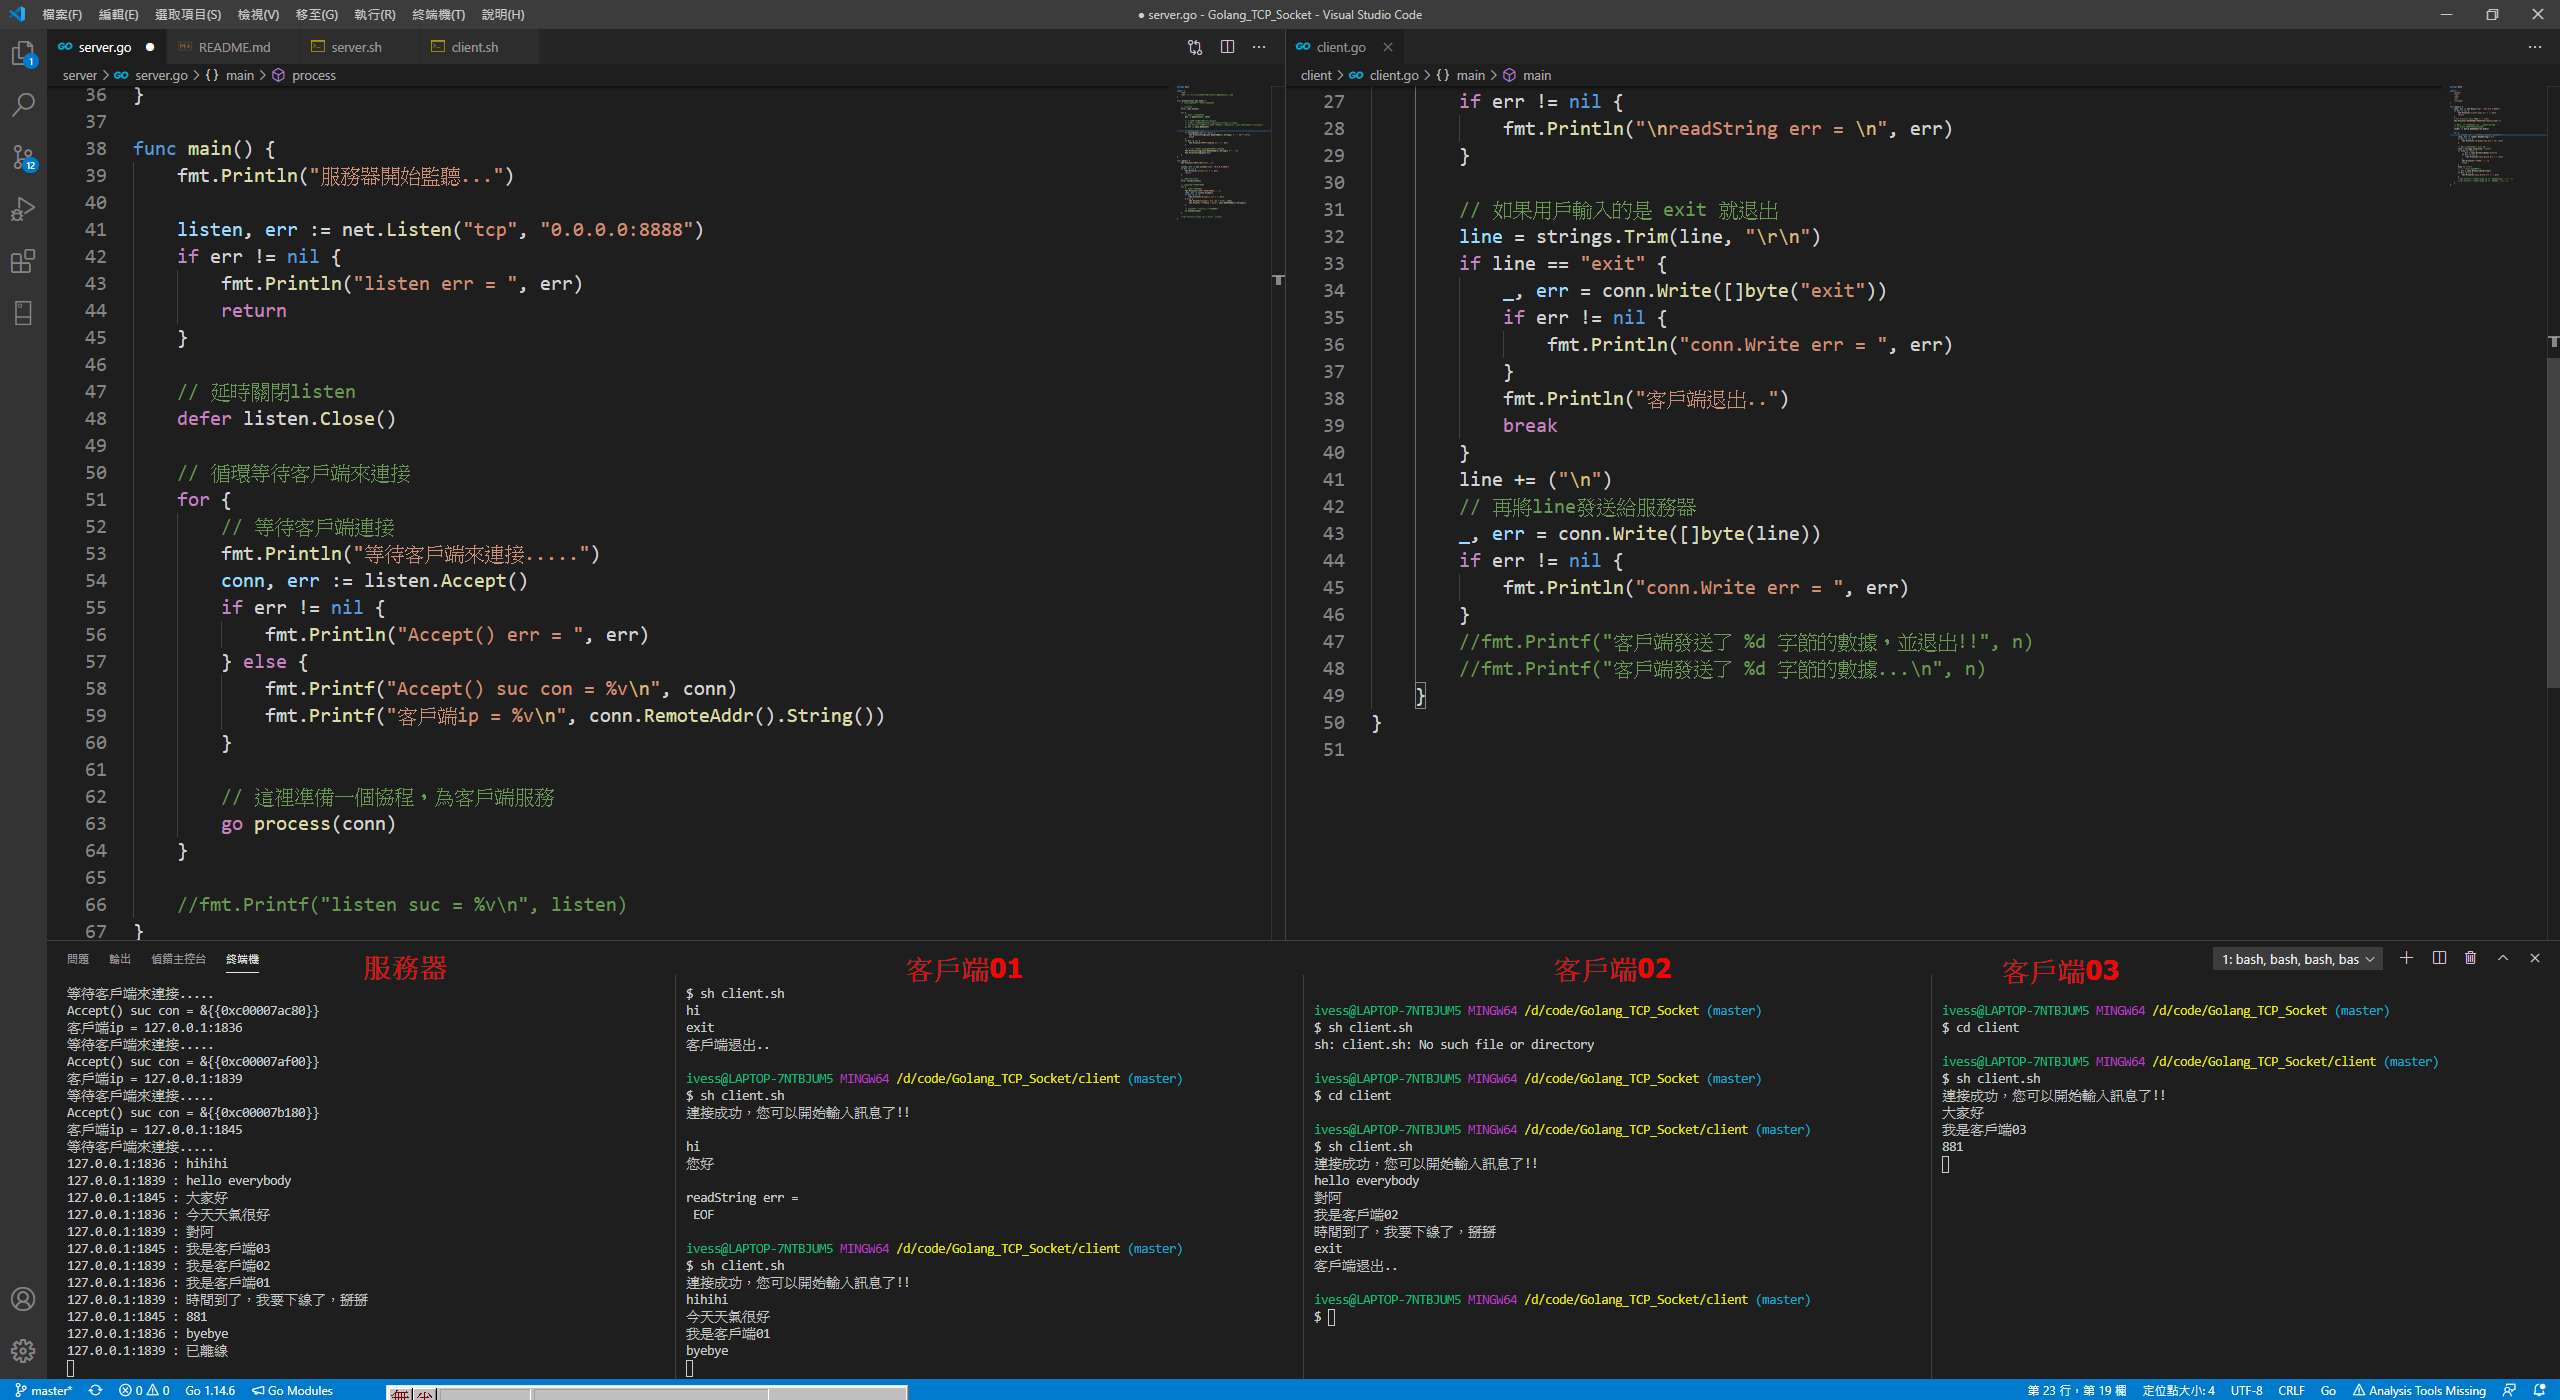 檔案(F) 編輯(E) 選取項目(S) 檢視(V) 移至(G) 執行(R) 終端機(T) 說明(H)
● server.go - Golang_TCP_Socket - Visual Studio Code
server.go ● README.md server.sh client.sh
server > server.go > {} main > process
36 }
37
38 func main() {
39 fmt.Println("服務器開始監聽...")
40
41 listen, err := net.Listen("tcp", "0.0.0.0:8888")
42 if err != nil {
43 fmt.Println("listen err = ", err)
44 return
45 }
46
47 // 延時關閉listen
48 defer listen.Close()
49
50 // 循環等待客戶端來連接
51 for {
52 // 等待客戶端連接
53 fmt.Println("等待客戶端來連接.....")
54 conn, err := listen.Accept()
55 if err != nil {
56 fmt.Println("Accept() err = ", err)
57 } else {
58 fmt.Printf("Accept() suc con = %v\n", conn)
59 fmt.Printf("客戶端ip = %v\n", conn.RemoteAddr().String())
60 }
61
62 // 這裡準備一個協程，為客戶端服務
63 go process(conn)
64 }
65
66 //fmt.Printf("listen suc = %v\n", listen)
67 }
client.go
client > client.go > {} main > main
27 if err != nil {
28 fmt.Println("\nreadString err = \n", err)
29 }
30
31 // 如果用戶輸入的是 exit 就退出
32 line = strings.Trim(line, "\r\n")
33 if line == "exit" {
34 _, err = conn.Write([]byte("exit"))
35 if err != nil {
36 fmt.Println("conn.Write err = ", err)
37 }
38 fmt.Println("客戶端退出..")
39 break
40 }
41 line += ("\n")
42 // 再將line發送給服務器
43 _, err = conn.Write([]byte(line))
44 if err != nil {
45 fmt.Println("conn.Write err = ", err)
46 }
47 //fmt.Printf("客戶端發送了 %d 字節的數據，並退出!!", n)
48 //fmt.Printf("客戶端發送了 %d 字節的數據...\n", n)
49 }
50 }
51
1
12
問題 輸出 偵錯主控台 終端機
1: bash, bash, bash, bas
服務器
等待客戶端來連接.....
Accept() suc con = &{{0xc00007ac80}}
客戶端ip = 127.0.0.1:1836
等待客戶端來連接.....
Accept() suc con = &{{0xc00007af00}}
客戶端ip = 127.0.0.1:1839
等待客戶端來連接.....
Accept() suc con = &{{0xc00007b180}}
客戶端ip = 127.0.0.1:1845
等待客戶端來連接.....
127.0.0.1:1836 : hihihi
127.0.0.1:1839 : hello everybody
127.0.0.1:1845 : 大家好
127.0.0.1:1836 : 今天天氣很好
127.0.0.1:1839 : 對阿
127.0.0.1:1845 : 我是客戶端03
127.0.0.1:1839 : 我是客戶端02
127.0.0.1:1836 : 我是客戶端01
127.0.0.1:1839 : 時間到了，我要下線了，掰掰
127.0.0.1:1845 : 881
127.0.0.1:1836 : byebye
127.0.0.1:1839 : 已離線
客戶端01
$ sh client.sh
hi
exit
客戶端退出..
ivess@LAPTOP-7NTBJUM5 MINGW64 /d/code/Golang_TCP_Socket/client (master)
$ sh client.sh
連接成功，您可以開始輸入訊息了!!
hi
您好
readString err =
EOF
ivess@LAPTOP-7NTBJUM5 MINGW64 /d/code/Golang_TCP_Socket/client (master)
$ sh client.sh
連接成功，您可以開始輸入訊息了!!
hihihi
今天天氣很好
我是客戶端01
byebye
客戶端02
ivess@LAPTOP-7NTBJUM5 MINGW64 /d/code/Golang_TCP_Socket (master)
$ sh client.sh
sh: client.sh: No such file or directory
ivess@LAPTOP-7NTBJUM5 MINGW64 /d/code/Golang_TCP_Socket (master)
$ cd client
ivess@LAPTOP-7NTBJUM5 MINGW64 /d/code/Golang_TCP_Socket/client (master)
$ sh client.sh
連接成功，您可以開始輸入訊息了!!
hello everybody
對阿
我是客戶端02
時間到了，我要下線了，掰掰
exit
客戶端退出..
ivess@LAPTOP-7NTBJUM5 MINGW64 /d/code/Golang_TCP_Socket/client (master)
$
客戶端03
ivess@LAPTOP-7NTBJUM5 MINGW64 /d/code/Golang_TCP_Socket (master)
$ cd client
ivess@LAPTOP-7NTBJUM5 MINGW64 /d/code/Golang_TCP_Socket/client (master)
$ sh client.sh
連接成功，您可以開始輸入訊息了!!
大家好
我是客戶端03
881
master* 0 0 Go 1.14.6 Go Modules
第 23 行，第 19 欄 定位點大小: 4 UTF-8 CRLF Go Analysis Tools Missing